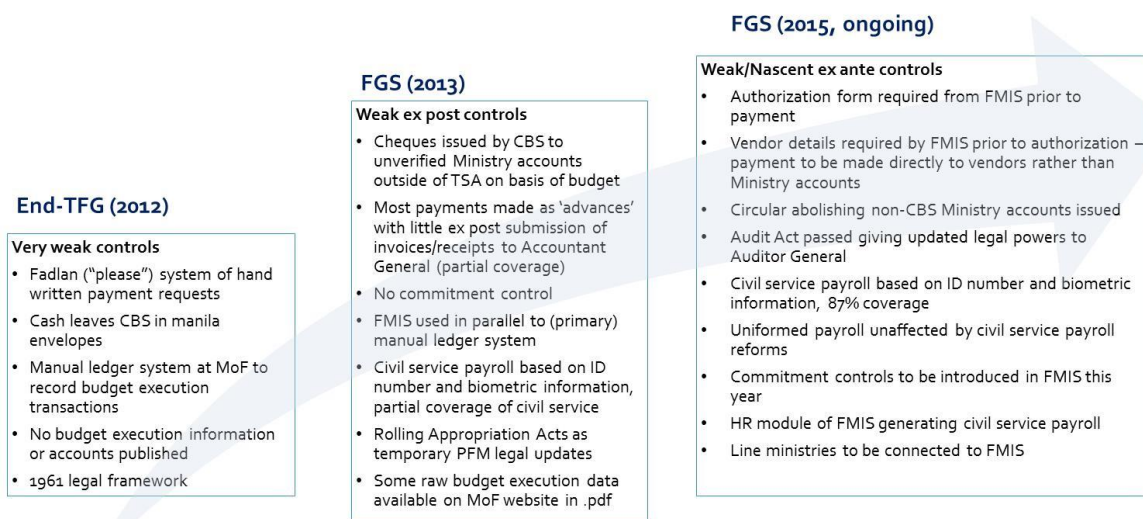 End-TFG (2012)
Very weak controls
• Fadlan (“please”) system of hand
written payment requests
• Cash leaves CBS in manila
envelopes
• Manual ledger system at MoF to
record budget execution
transactions
• No budget execution information
or accounts published
• 1961 legal framework
FGS (2013)
Weak ex post controls
• Cheques issued by CBS to
unverified Ministry accounts
outside of TSA on basis of budget
• Most payments made as ‘advances’
with little ex post submission of
invoices/receipts to Accountant
General (partial coverage)
• No commitment control
• FMIS used in parallel to (primary)
manual ledger system
• Civil service payroll based on ID
number and biometric information,
partial coverage of civil service
• Rolling Appropriation Acts as
temporary PFM legal updates
• Some raw budget execution data
available on MoF website in .pdf
FGS (2015, ongoing)
Weak/Nascent ex ante controls
• Authorization form required from FMIS prior to
payment
• Vendor details required by FMIS prior to authorization –
payment to be made directly to vendors rather than
Ministry accounts
• Circular abolishing non-CBS Ministry accounts issued
• Audit Act passed giving updated legal powers to
Auditor General
• Civil service payroll based on ID number and biometric
information, 87% coverage
• Uniformed payroll unaffected by civil service payroll
reforms
• Commitment controls to be introduced in FMIS this
year
• HR module of FMIS generating civil service payroll
• Line ministries to be connected to FMIS